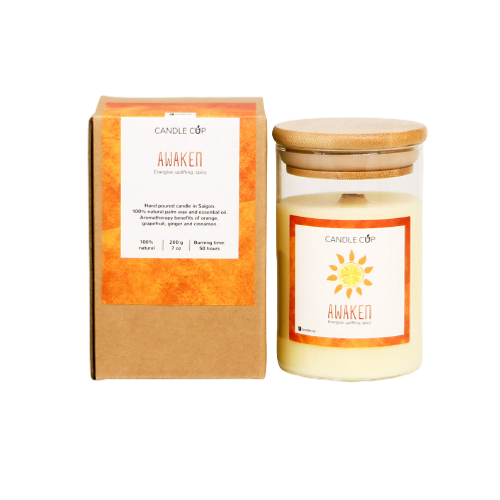 CANDLE CUP
AWAKEN
Energise, uplifting, spicy
Hand poured candle in Saigon
100% natural palm wax and essential oil
Aromatherapy benefits of orange,
grapefruit, ginger and cinnamon
100%
natural
200 g
7 oz
Burning time:
50 hours
CANDLE CUP
AWAKEN
Energise, uplifting, spicy